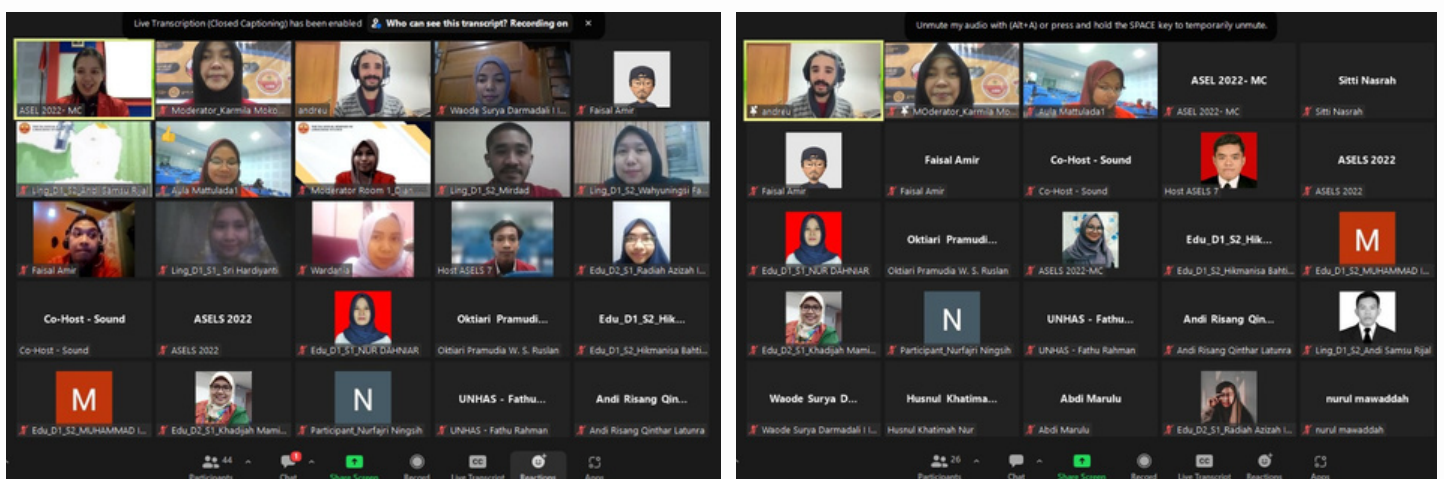 Live Transcription (Closed Captioning) has been enabled Who can see this transcript? Recording on
ASEL 2022- MC
Moderator_Karmila Moko...
andreu
Waode Surya Darmadali I I...
Faisal Amir
Ling_D1_S2_Andi Samsu Rijal
Aula Mattulada1
Moderator Room 1_Dian...
Ling_D1_S2_Mirdad
Ling_D1_S2_Wahyuningsi Fa...
Faisal Amir
Ling_D1_S1_ Sri Hardiyanti
Wardania
Host ASELS 7
Edu_D2_S1_Radiah Azizah I...
Co-Host - Sound
ASELS 2022
Oktiari Pramudi...
Edu_D1_S2_Hik...
Co-Host - Sound
ASELS 2022
Edu_D1_S1_NUR DAHNIAR
Oktiari Pramudia W. S. Ruslan
Edu_D1_S2_Hikmanisa Bahti...
M
N
UNHAS - Fathu...
Andi Risang Qin...
Edu_D1_S2_MUHAMMAD I...
Edu_D2_S1_Khadijah Mami...
Participant_Nurfajri Ningsih
UNHAS - Fathu Rahman
Andi Risang Qinthar Latunra
44
1
CC
Participants
Chat
Share Screen
Record
Live Transcript
Reactions
Apps
Unmute my audio with (Alt+A) or press and hold the SPACE key to temporarily unmute.
ASEL 2022- MC
Sitti Nasrah
andreu
MOderator_Karmila Mo...
Aula Mattulada1
ASEL 2022- MC
Sitti Nasrah
Faisal Amir
Co-Host - Sound
ASELS 2022
Faisal Amir
Faisal Amir
Co-Host - Sound
Host ASELS 7
ASELS 2022
Oktiari Pramudi...
Edu_D1_S2_Hik...
M
Edu_D1_S1_NUR DAHNIAR
Oktiari Pramudia W. S. Ruslan
ASELS 2022-MC
Edu_D1_S2_Hikmanisa Bahti...
Edu_D1_S2_MUHAMMAD I...
N
UNHAS - Fathu...
Andi Risang Qin...
Edu_D2_S1_Khadijah Mami...
Participant_Nurfajri Ningsih
UNHAS - Fathu Rahman
Andi Risang Qinthar Latunra
Ling_D1_S2_Andi Samsu Rijal
Waode Surya D...
Husnul Khatima...
Abdi Marulu
nurul mawaddah
Waode Surya Darmadali I I...
Husnul Khatimah Nur
Abdi Marulu
Edu_D2_S1_Radiah Azizah I...
nurul mawaddah
26
CC
Participants
Chat
Share Screen
Record
Live Transcript
Reactions
Apps